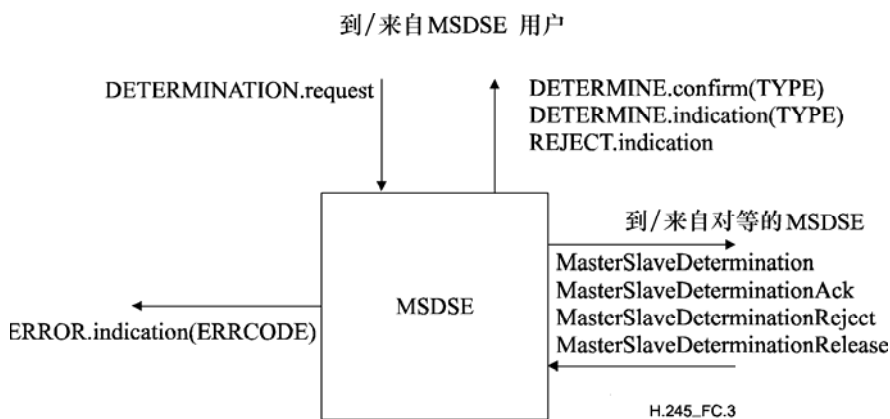 到/来自MSDSE 用户
DETERMINATION.request
DETERMINE.confirm(TYPE)
DETERMINE.indication(TYPE)
REJECT.indication
到/来自对等的MSDSE
MasterSlaveDetermination
MasterSlaveDeterminationAck
MasterSlaveDeterminationReject
MasterSlaveDeterminationRelease
MSDSE
ERROR.indication(ERRCODE)
H.245_FC.3